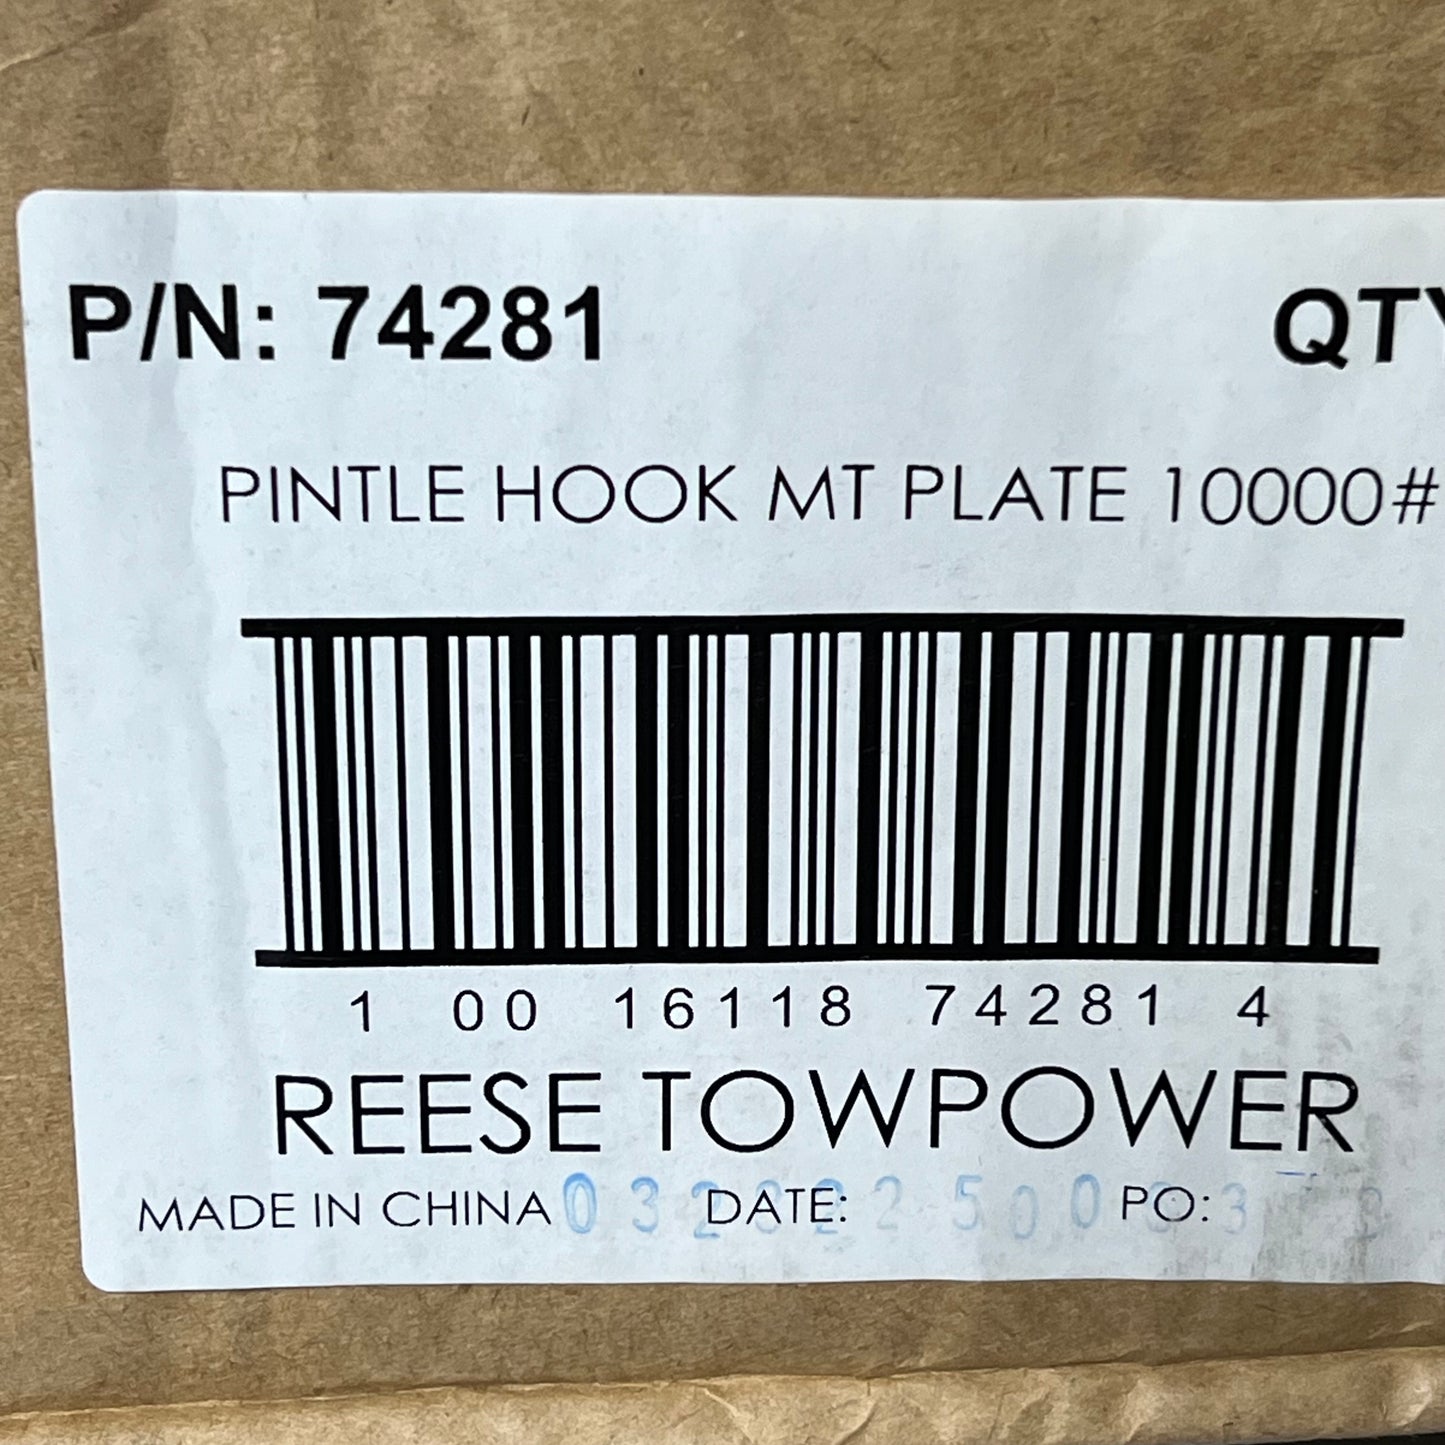 P/N: 74281 QTY
PINTLE HOOK MT PLATE 10000#
1 00 16118 74281 4
REESE TOWPOWER
MADE IN CHINA DATE: PO: